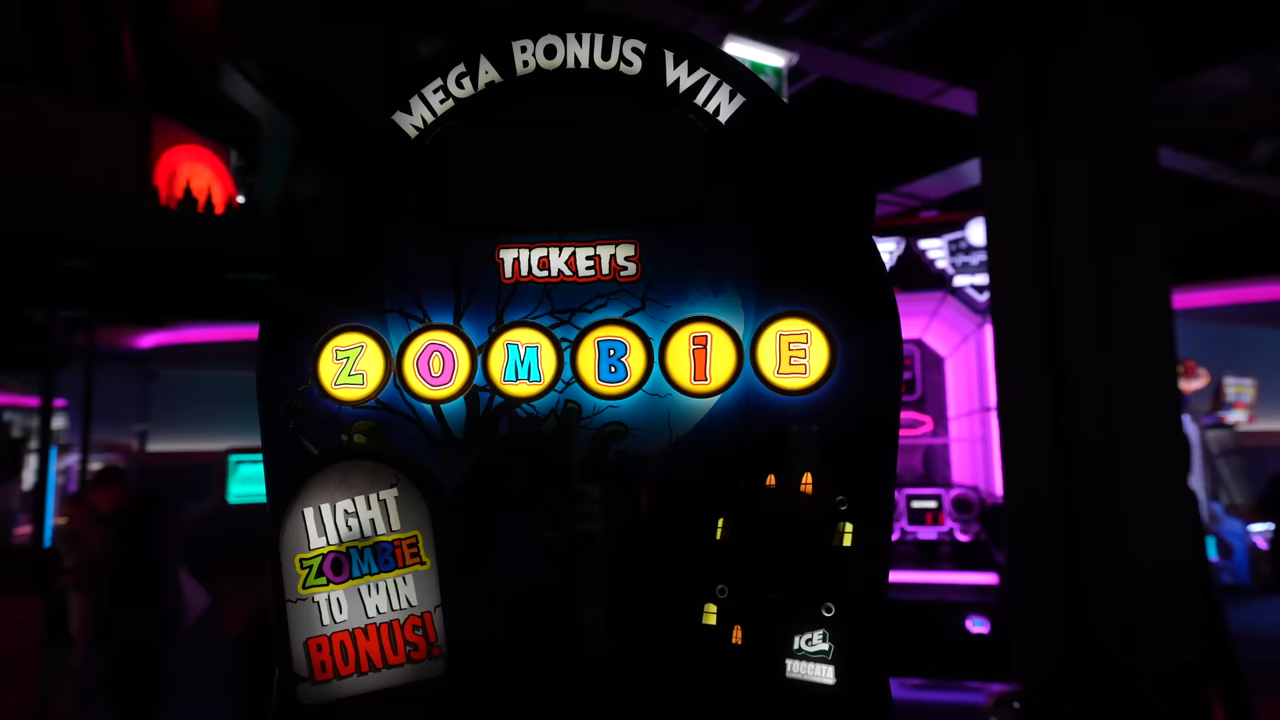 MEGA BONUS WIN
TICKETS
ZOMBiE
LIGHT
ZOMBiE
TO WIN
BONUS!
ICE
TOCCATA